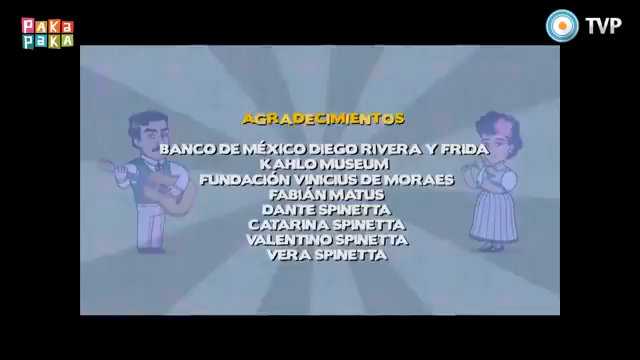 PAKA
PAKA
TVP
AGRADECIMIENTOS
BANCO DE MÉXICO DIEGO RIVERA Y FRIDA
KAHLO MUSEUM
FUNDACIÓN VINICIUS DE MORAES
FABIÁN MATUS
DANTE SPINETTA
CATARINA SPINETTA
VALENTINO SPINETTA
VERA SPINETTA